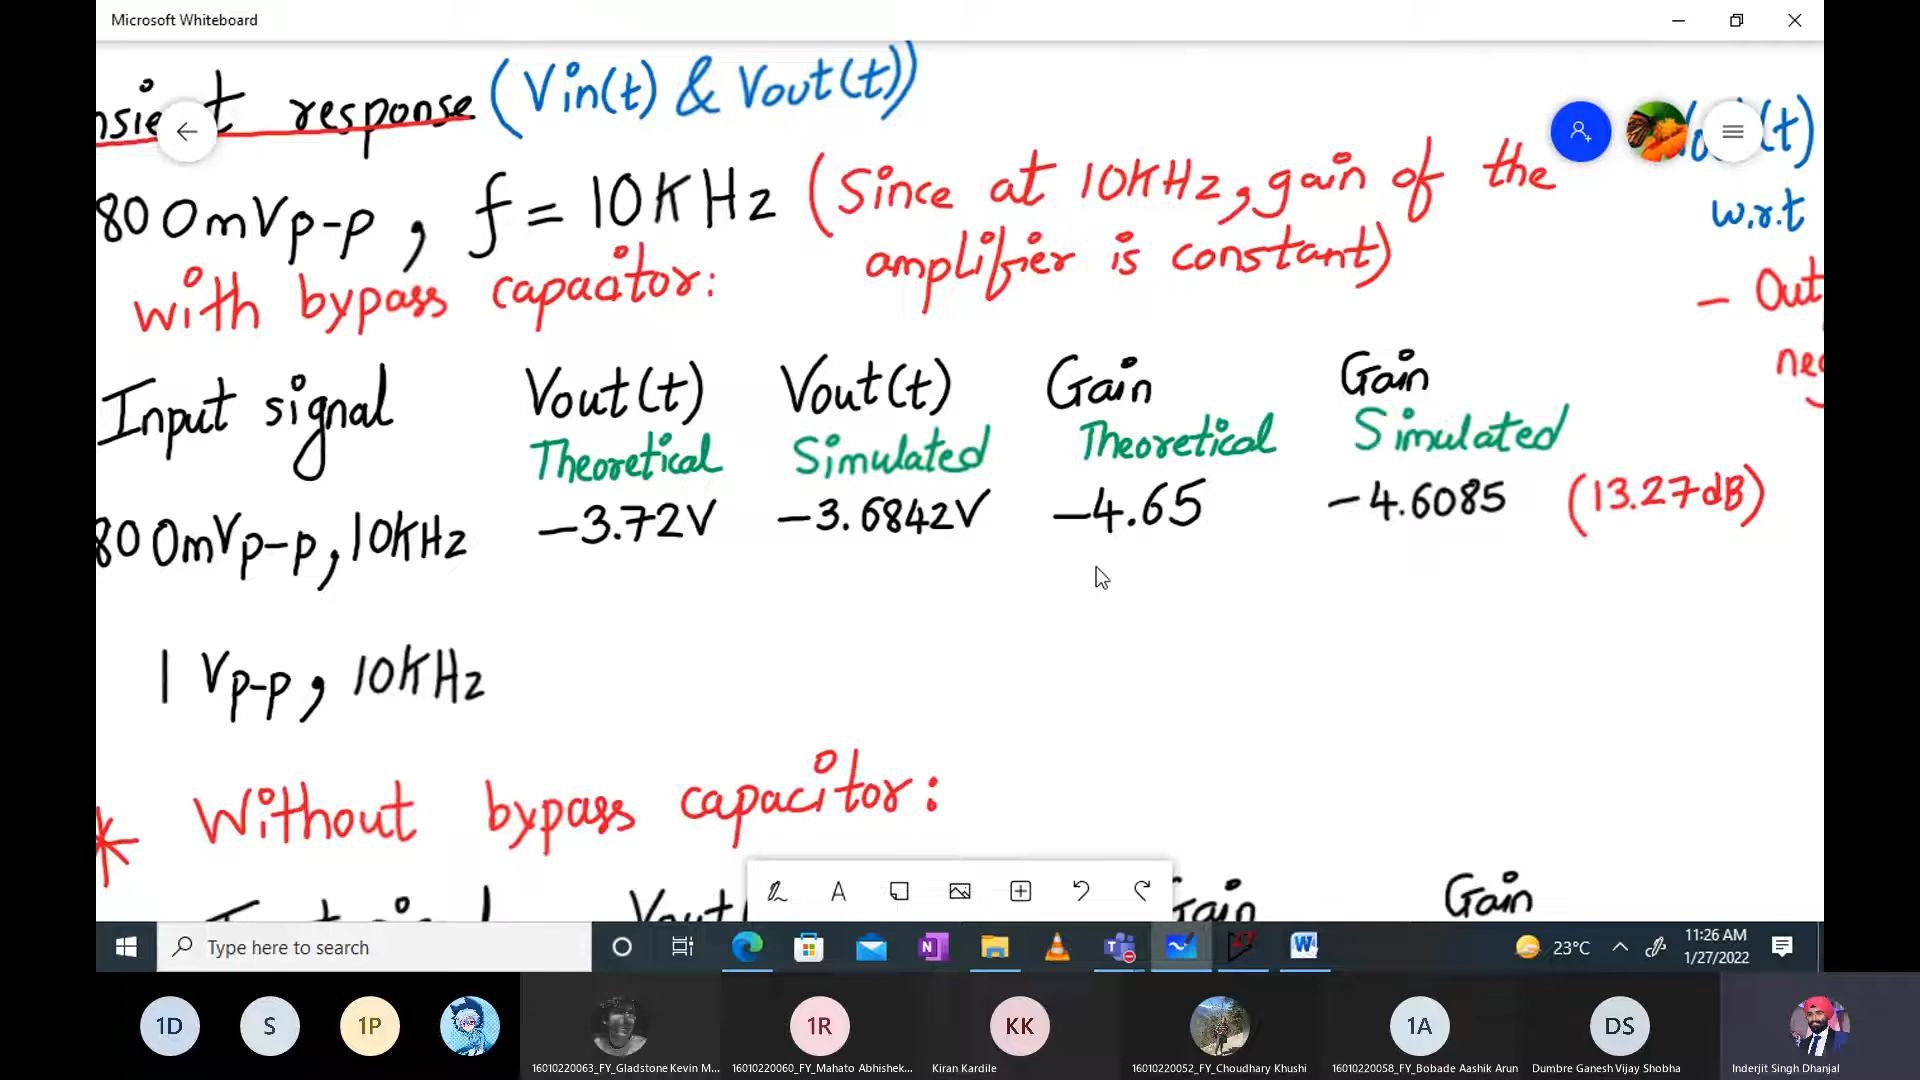 Microsoft Whiteboard
response (Vin(t) & Vout(t))
800mVp-p, f = 10KHz (Since at 10KHz, gain of the
amplifier is constant)
w.r.t
with bypass capacitor:
- Out
Input signal Vout(t) Vout(t) Gain Gain
Theoretical Simulated Theoretical Simulated
800mVp-p, 10KHz -3.72V -3.6842V -4.65 -4.6085 (13.27dB)
1 Vp-p, 10KHz
* Without bypass capacitor:
Gain Gain
Type here to search
23°C
11:26 AM
1/27/2022
1D S 1P 1R KK 1A DS
16010220063_FY_Gladstone Kevin M... 16010220060_FY_Mahato Abhishek... Kiran Kardile 16010220052_FY_Choudhary Khushi 16010220058_FY_Bobade Aashik Arun Dumbre Ganesh Vijay Shobha Inderjit Singh Dhanjal